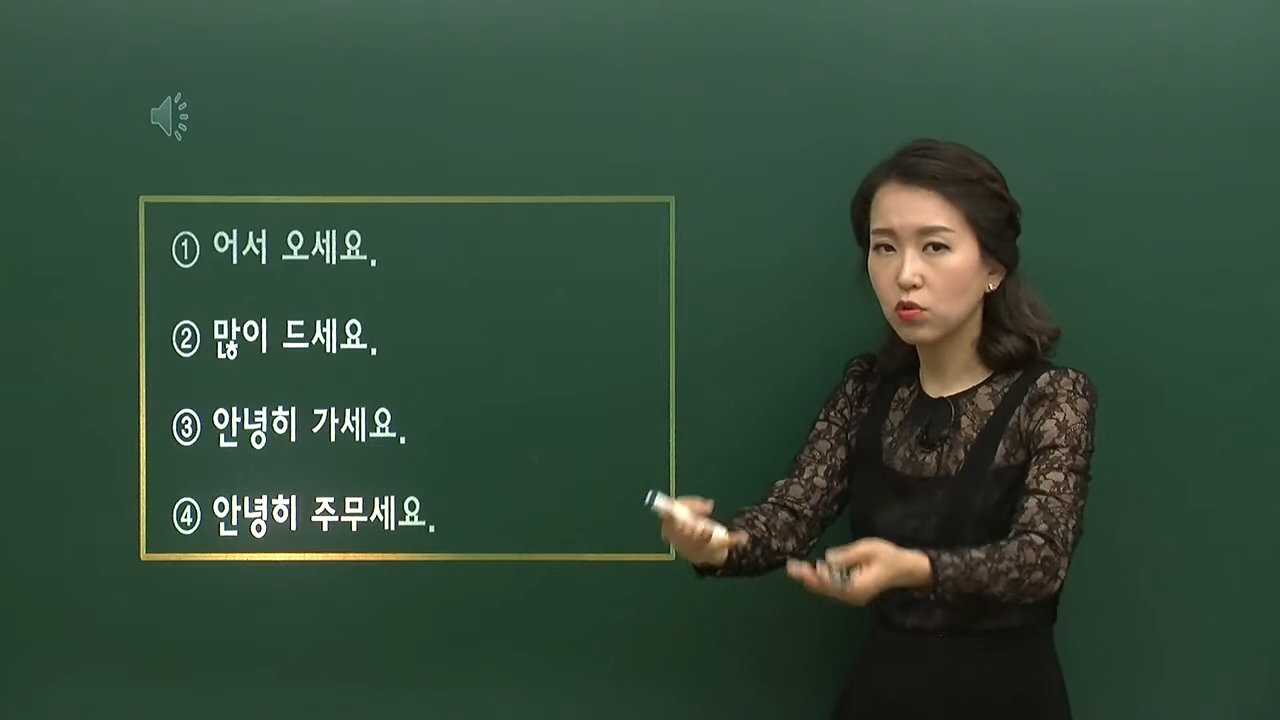 ① 어서 오세요.
② 많이 드세요.
③ 안녕히 가세요.
④ 안녕히 주무세요.